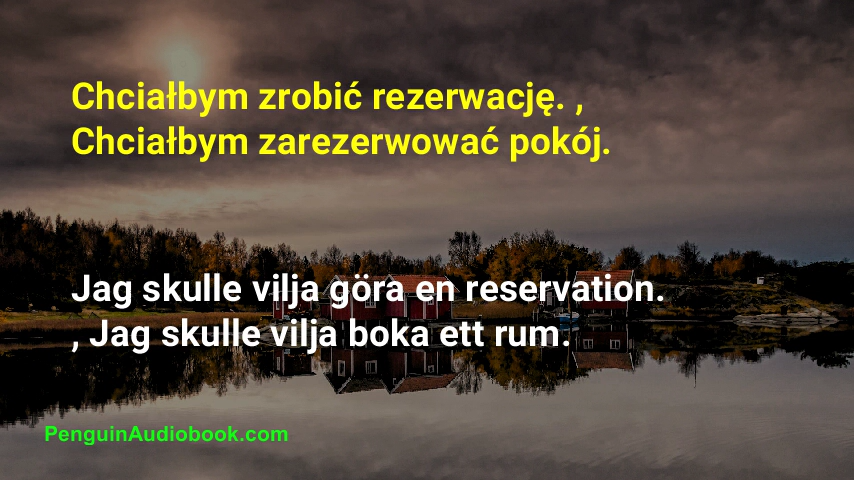 Chciałbym zrobić rezerwację. ,
Chciałbym zarezerwować pokój.
Jag skulle vilja göra en reservation.
, Jag skulle vilja boka ett rum.
PenguinAudiobook.com